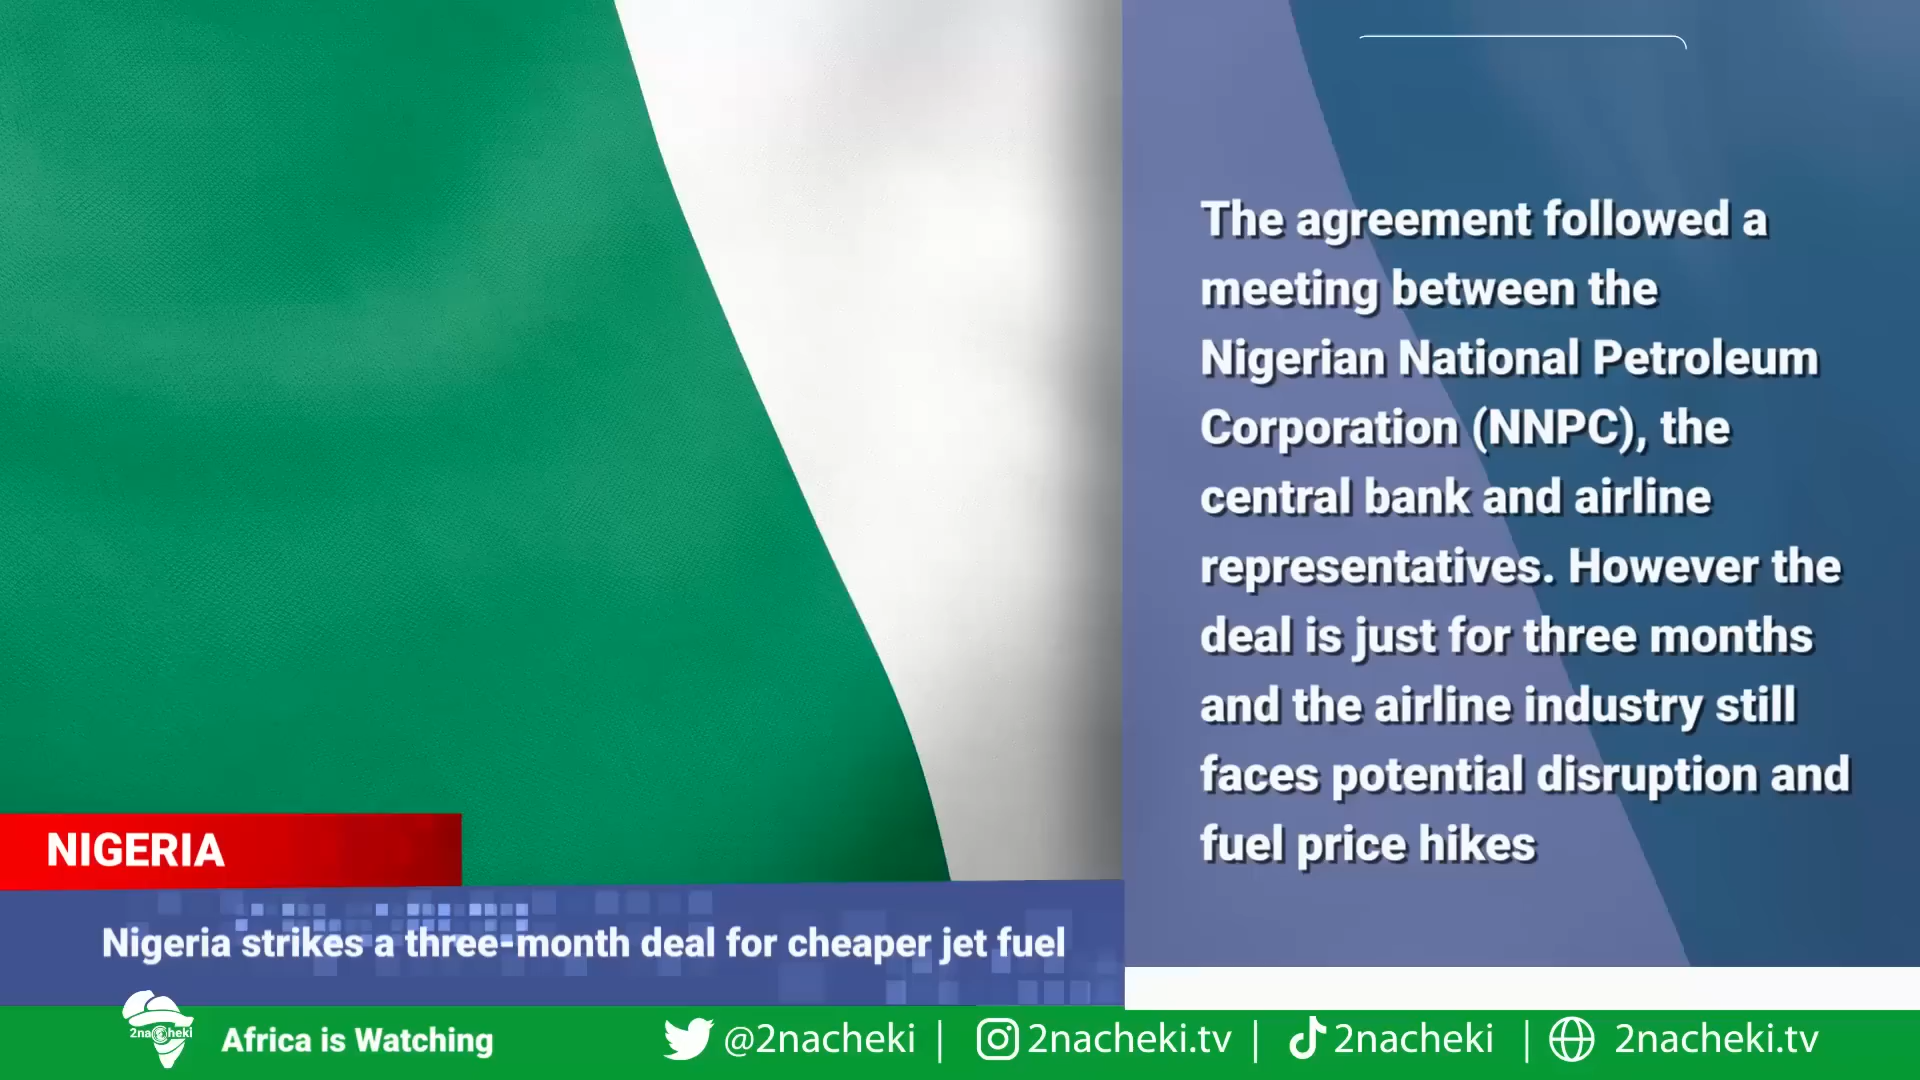 The agreement followed a
meeting between the
Nigerian National Petroleum
Corporation (NNPC), the
central bank and airline
representatives. However the
deal is just for three months
and the airline industry still
faces potential disruption and
fuel price hikes
NIGERIA
Nigeria strikes a three-month deal for cheaper jet fuel
2nacheki
Africa is Watching
@2nacheki | 2nacheki.tv | 2nacheki | 2nacheki.tv